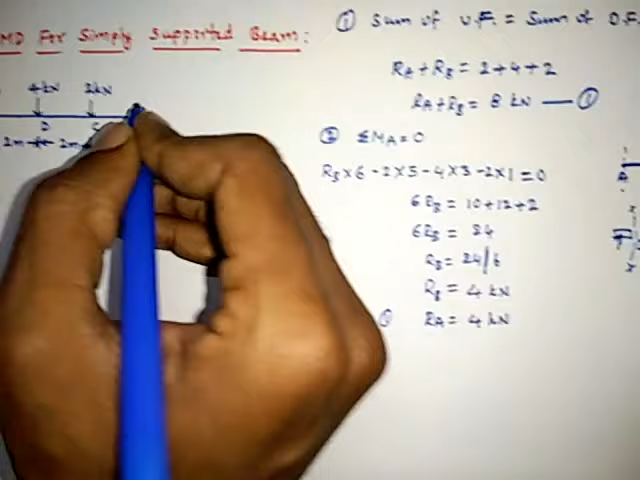 MD For Simply Supported Beam:
4kN 2kN
D C
2m 2m
① Sum of U.F. = Sum of D.F.
RA+RB = 2+4+2
RA+RB = 8 kN — ①
② ΣMA = 0
RB×6 -2×5 -4×3 -2×1 = 0
6RB = 10+12+2
6RB = 24
RB = 24/6
RB = 4 kN
① RA = 4 kN